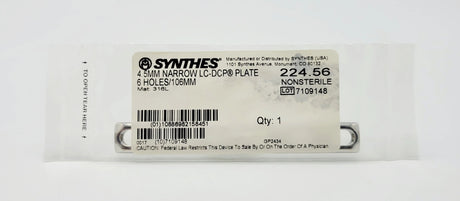 SYNTHES®
Manufactured or Distributed by SYNTHES (USA)
1101 Synthes Avenue, Monument, CO 80132
4.5MM NARROW LC-DCP® PLATE
6 HOLES/106MM
Mat: 316L
224.56
NONSTERILE
LOT 7109148
(01)10886982158451
Qty: 1
(10)7109148
GP2434
CAUTION: Federal Law Restricts This Device To Sale By Or On The Order Of A Physician
TO OPEN TEAR HERE